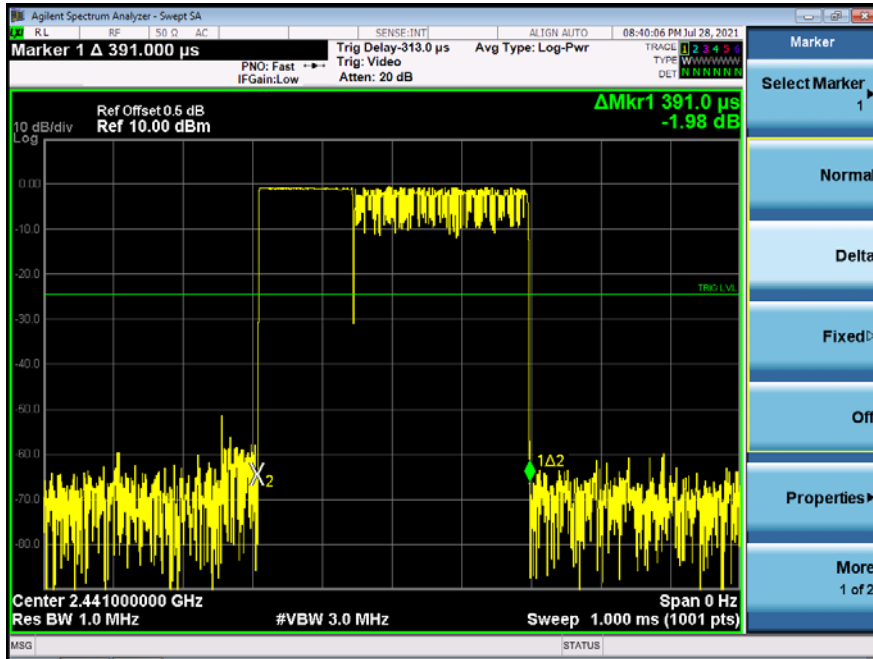 Agilent Spectrum Analyzer - Swept SA
LXI RL RF 50 Ω AC SENSE:INT ALIGN AUTO 08:40:06 PM Jul 28, 2021
Marker 1 Δ 391.000 µs
PNO: Fast
IFGain:Low
Trig Delay-313.0 µs
Trig: Video
Atten: 20 dB
Avg Type: Log-Pwr
TRACE 1 2 3 4 5 6
TYPE WWWWWW
DET N N N N N N
ΔMkr1 391.0 µs
-1.98 dB
Ref Offset 0.5 dB
10 dB/div Ref 10.00 dBm
Log
0.00
-10.0
-20.0
TRIG LVL
-30.0
-40.0
-50.0
-60.0
1Δ2
2
-70.0
-80.0
Center 2.441000000 GHz Span 0 Hz
Res BW 1.0 MHz #VBW 3.0 MHz Sweep 1.000 ms (1001 pts)
MSG STATUS
Marker
Select Marker
1
Normal
Delta
Fixed
Off
Properties
More
1 of 2